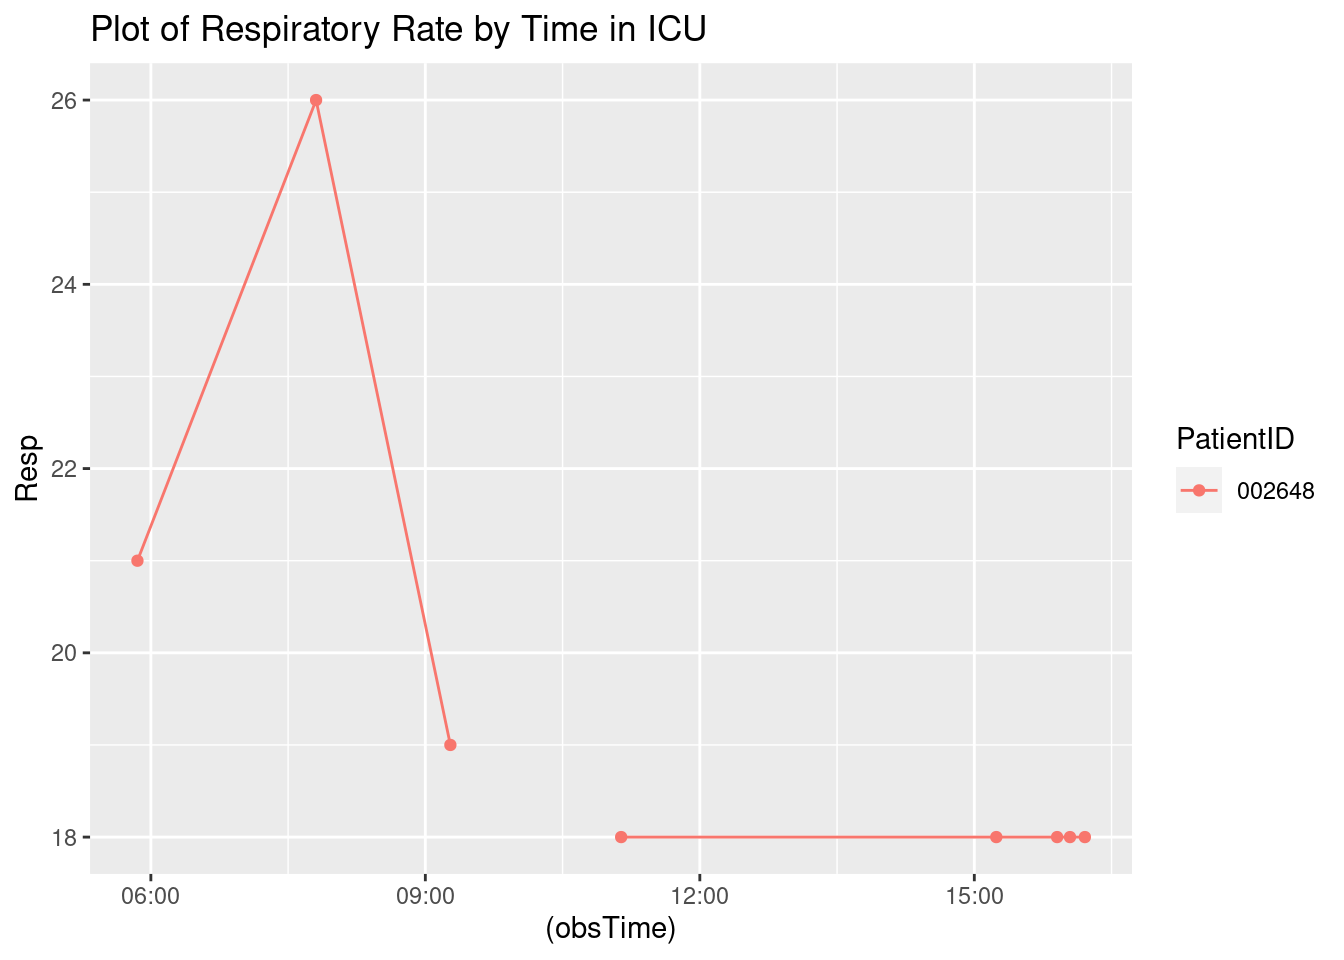 Plot of Respiratory Rate by Time in ICU
26
24
22
20
18
Resp
06:00 09:00 12:00 15:00
(obsTime)
PatientID
002648